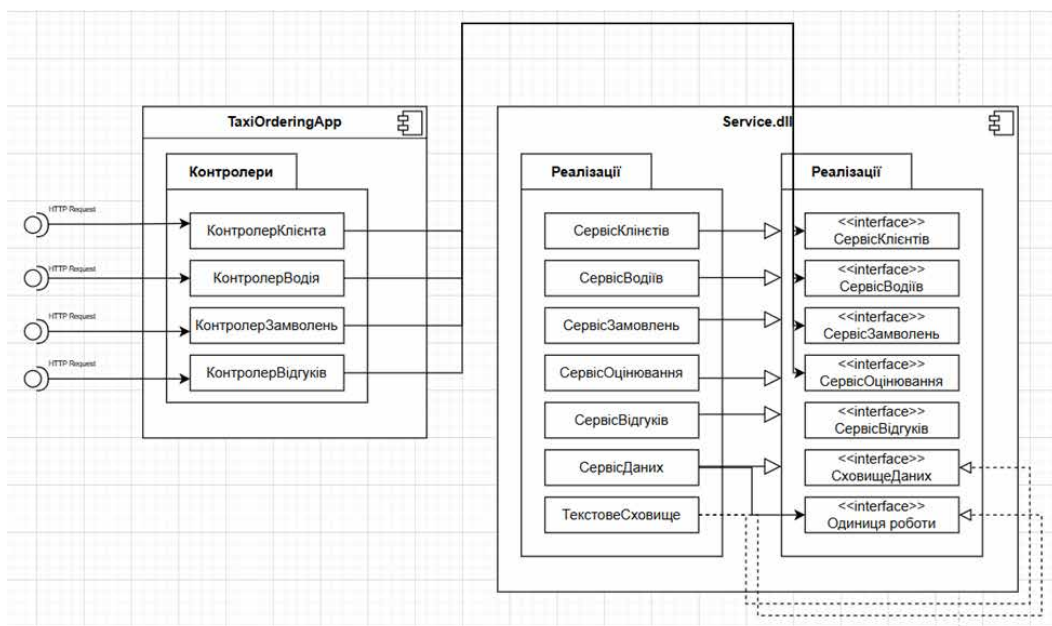 TaxiOrderingApp
Контролери
HTTP Request
КонтролерКлієнта
HTTP Request
КонтролерВодія
HTTP Request
КонтролерЗамволень
HTTP Request
КонтролерВідгуків
Service.dll
Реалізації
СервісКлінєтів
СервісВодіїв
СервісЗамовлень
СервісОцінювання
СервісВідгуків
СервісДаних
ТекстовеСховище
Реалізації
<<interface>>
СервісКлієнтів
<<interface>>
СервісВодіїв
<<interface>>
СервісЗамволень
<<interface>>
СервісОцінювання
<<interface>>
СервісВідгуків
<<interface>>
СховищеДаних
<<interface>>
Одиниця роботи